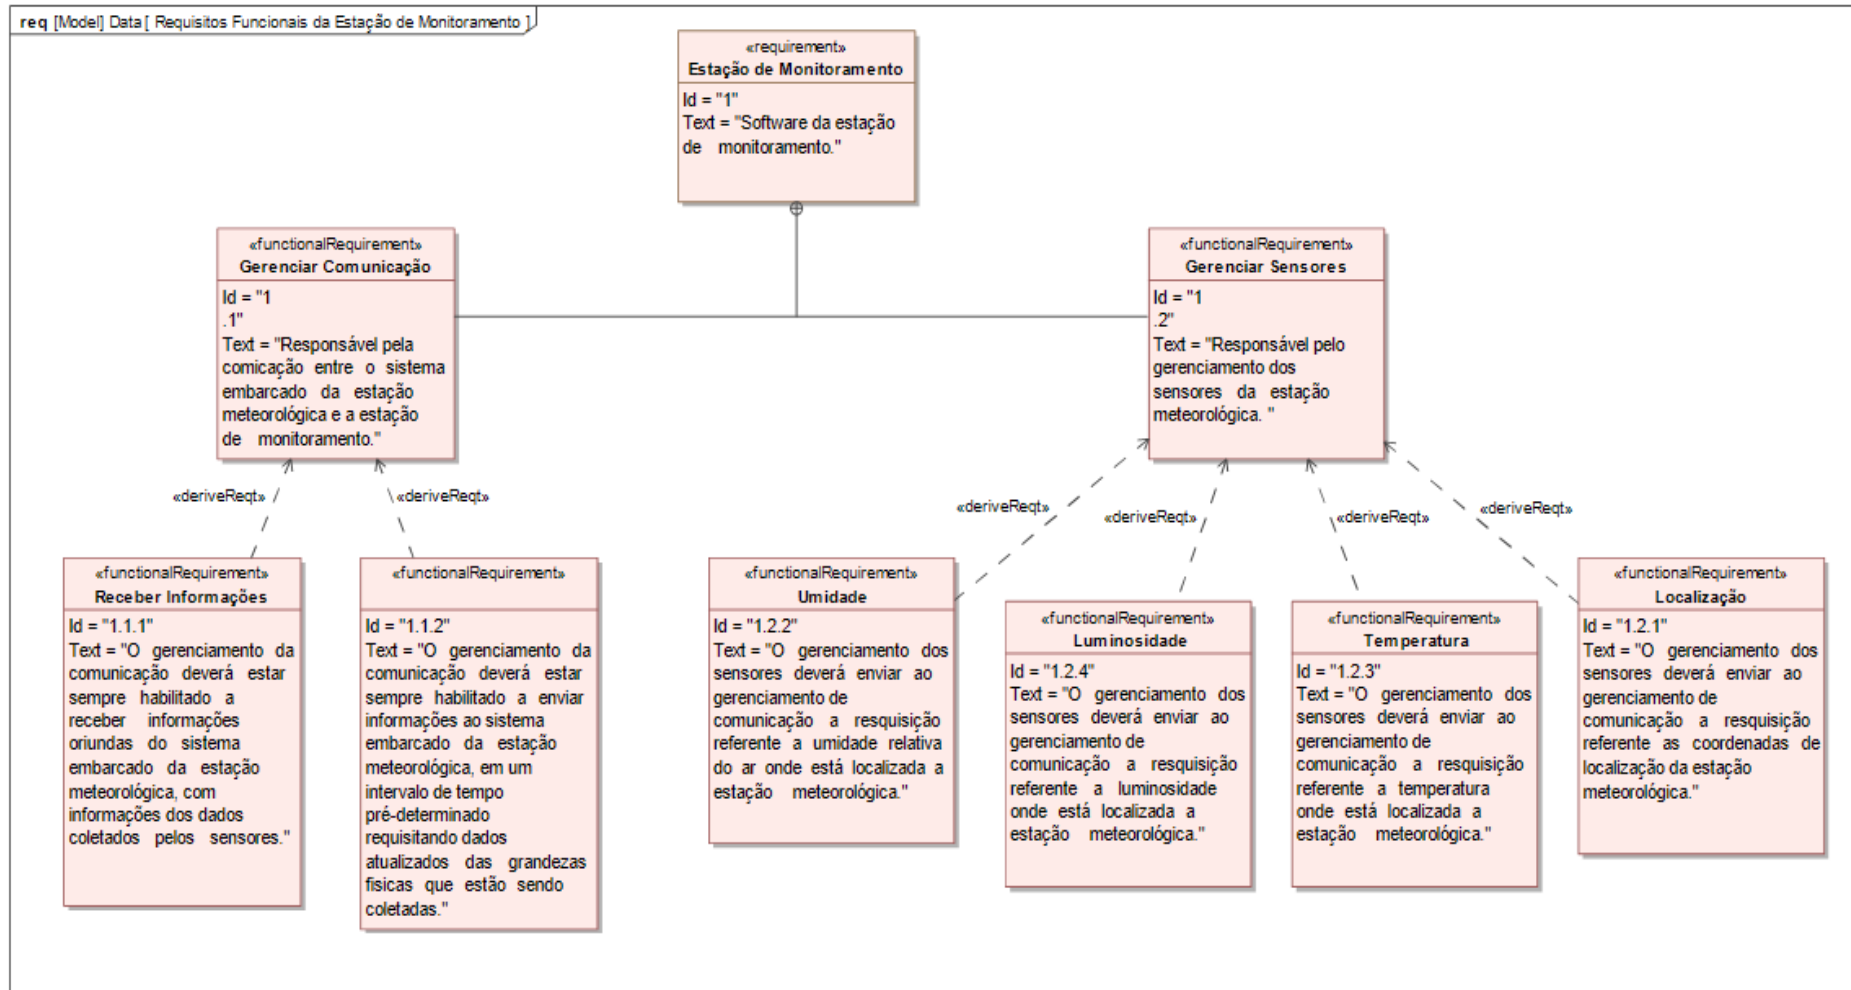 req [Model] Data [ Requisitos Funcionais da Estação de Monitoramento ]
«requirement»
Estação de Monitoramento
Id = "1"
Text = "Software da estação
de monitoramento."
«functionalRequirement»
Gerenciar Comunicação
Id = "1
.1"
Text = "Responsável pela
comicação entre o sistema
embarcado da estação
meteorológica e a estação
de monitoramento."
«functionalRequirement»
Gerenciar Sensores
Id = "1
.2"
Text = "Responsável pelo
gerenciamento dos
sensores da estação
meteorológica. "
«deriveReqt»
«deriveReqt»
«deriveReqt»
«deriveReqt»
«deriveReqt»
«deriveReqt»
«functionalRequirement»
Receber Informações
Id = "1.1.1"
Text = "O gerenciamento da
comunicação deverá estar
sempre habilitado a
receber informações
oriundas do sistema
embarcado da estação
meteorológica, com
informações dos dados
coletados pelos sensores."
«functionalRequirement»
Id = "1.1.2"
Text = "O gerenciamento da
comunicação deverá estar
sempre habilitado a enviar
informações ao sistema
embarcado da estação
meteorológica, em um
intervalo de tempo
pré-determinado
requisitando dados
atualizados das grandezas
fisicas que estão sendo
coletadas."
«functionalRequirement»
Umidade
Id = "1.2.2"
Text = "O gerenciamento dos
sensores deverá enviar ao
gerenciamento de
comunicação a resquisição
referente a umidade relativa
do ar onde está localizada a
estação meteorológica."
«functionalRequirement»
Luminosidade
Id = "1.2.4"
Text = "O gerenciamento dos
sensores deverá enviar ao
gerenciamento de
comunicação a resquisição
referente a luminosidade
onde está localizada a
estação meteorológica."
«functionalRequirement»
Temperatura
Id = "1.2.3"
Text = "O gerenciamento dos
sensores deverá enviar ao
gerenciamento de
comunicação a resquisição
referente a temperatura
onde está localizada a
estação meteorológica."
«functionalRequirement»
Localização
Id = "1.2.1"
Text = "O gerenciamento dos
sensores deverá enviar ao
gerenciamento de
comunicação a resquisição
referente as coordenadas de
localização da estação
meteorológica."